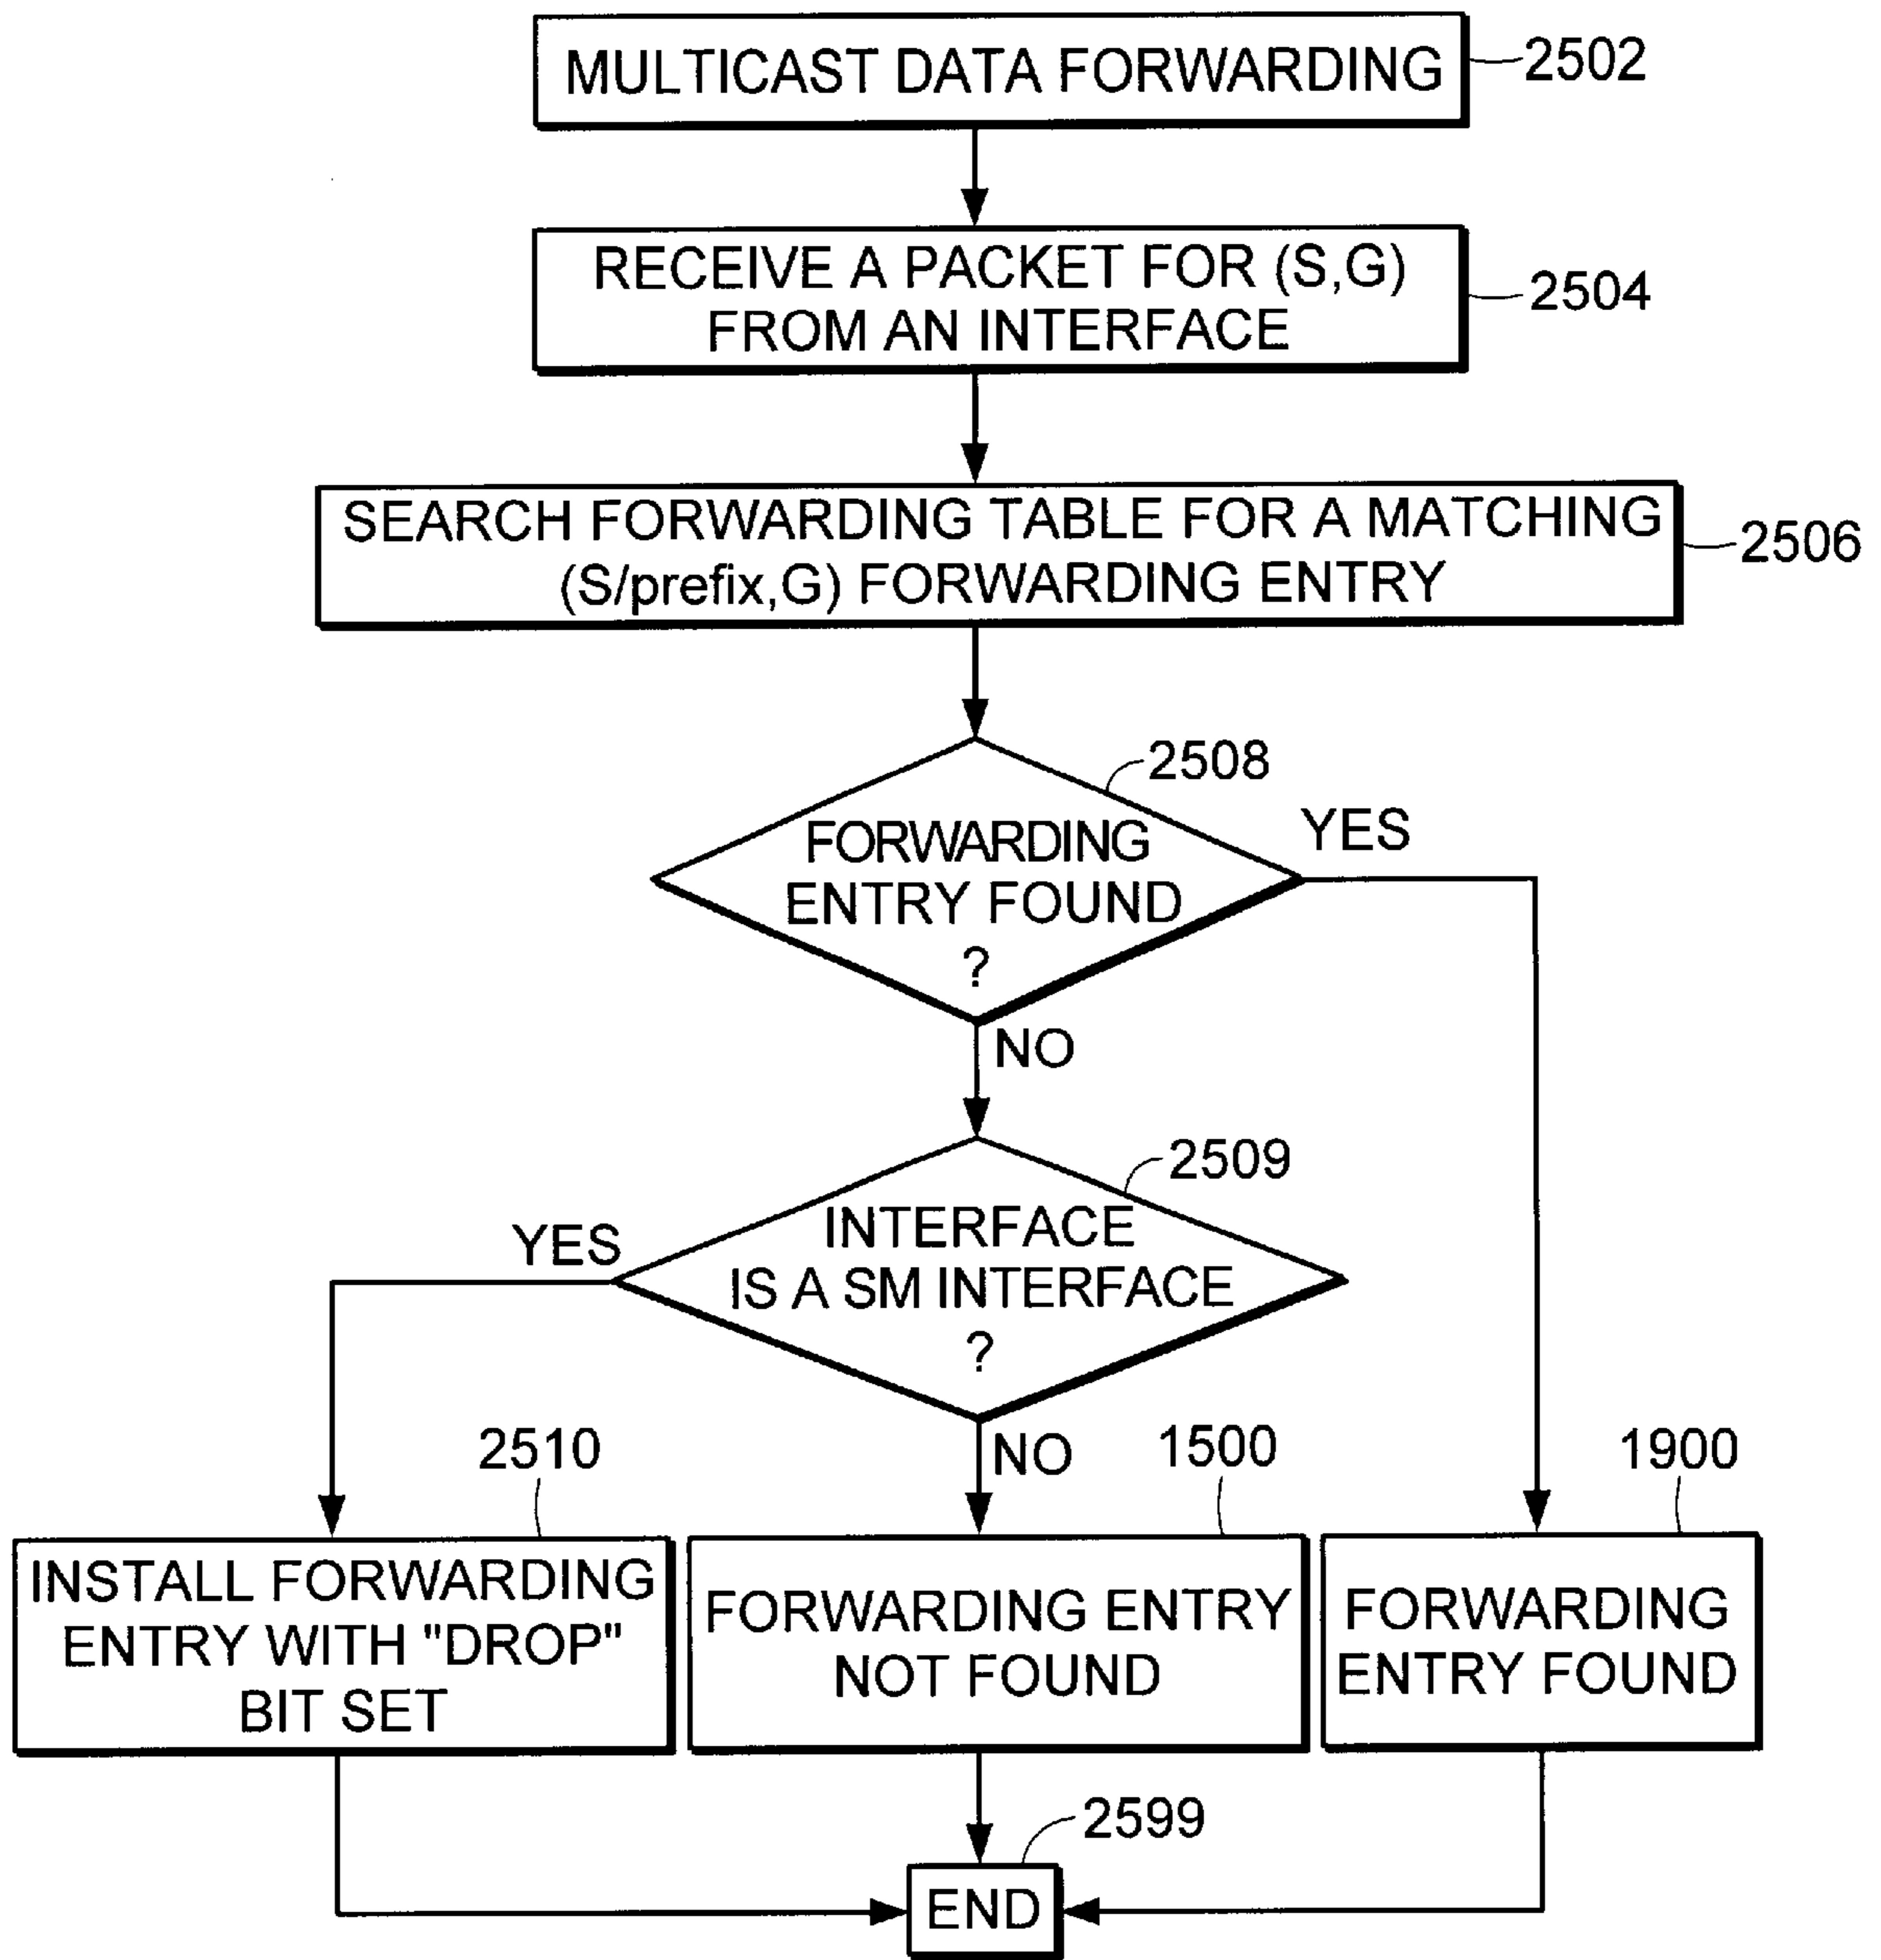 MULTICAST DATA FORWARDING
2502
RECEIVE A PACKET FOR (S,G)
FROM AN INTERFACE
2504
SEARCH FORWARDING TABLE FOR A MATCHING
(S/prefix,G) FORWARDING ENTRY
2506
2508
FORWARDING
ENTRY FOUND
?
YES
NO
2509
INTERFACE
IS A SM INTERFACE
?
YES
NO
2510
INSTALL FORWARDING
ENTRY WITH "DROP"
BIT SET
1500
FORWARDING ENTRY
NOT FOUND
1900
FORWARDING
ENTRY FOUND
2599
END